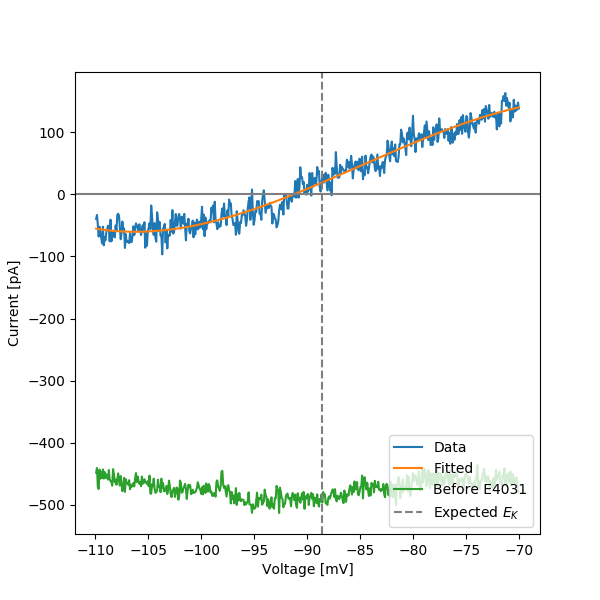 100
0
−100
−200
−300
−400
−500
Current [pA]
Data
Fitted
Before E4031
Expected E_K
−110 −105 −100 −95 −90 −85 −80 −75 −70
Voltage [mV]